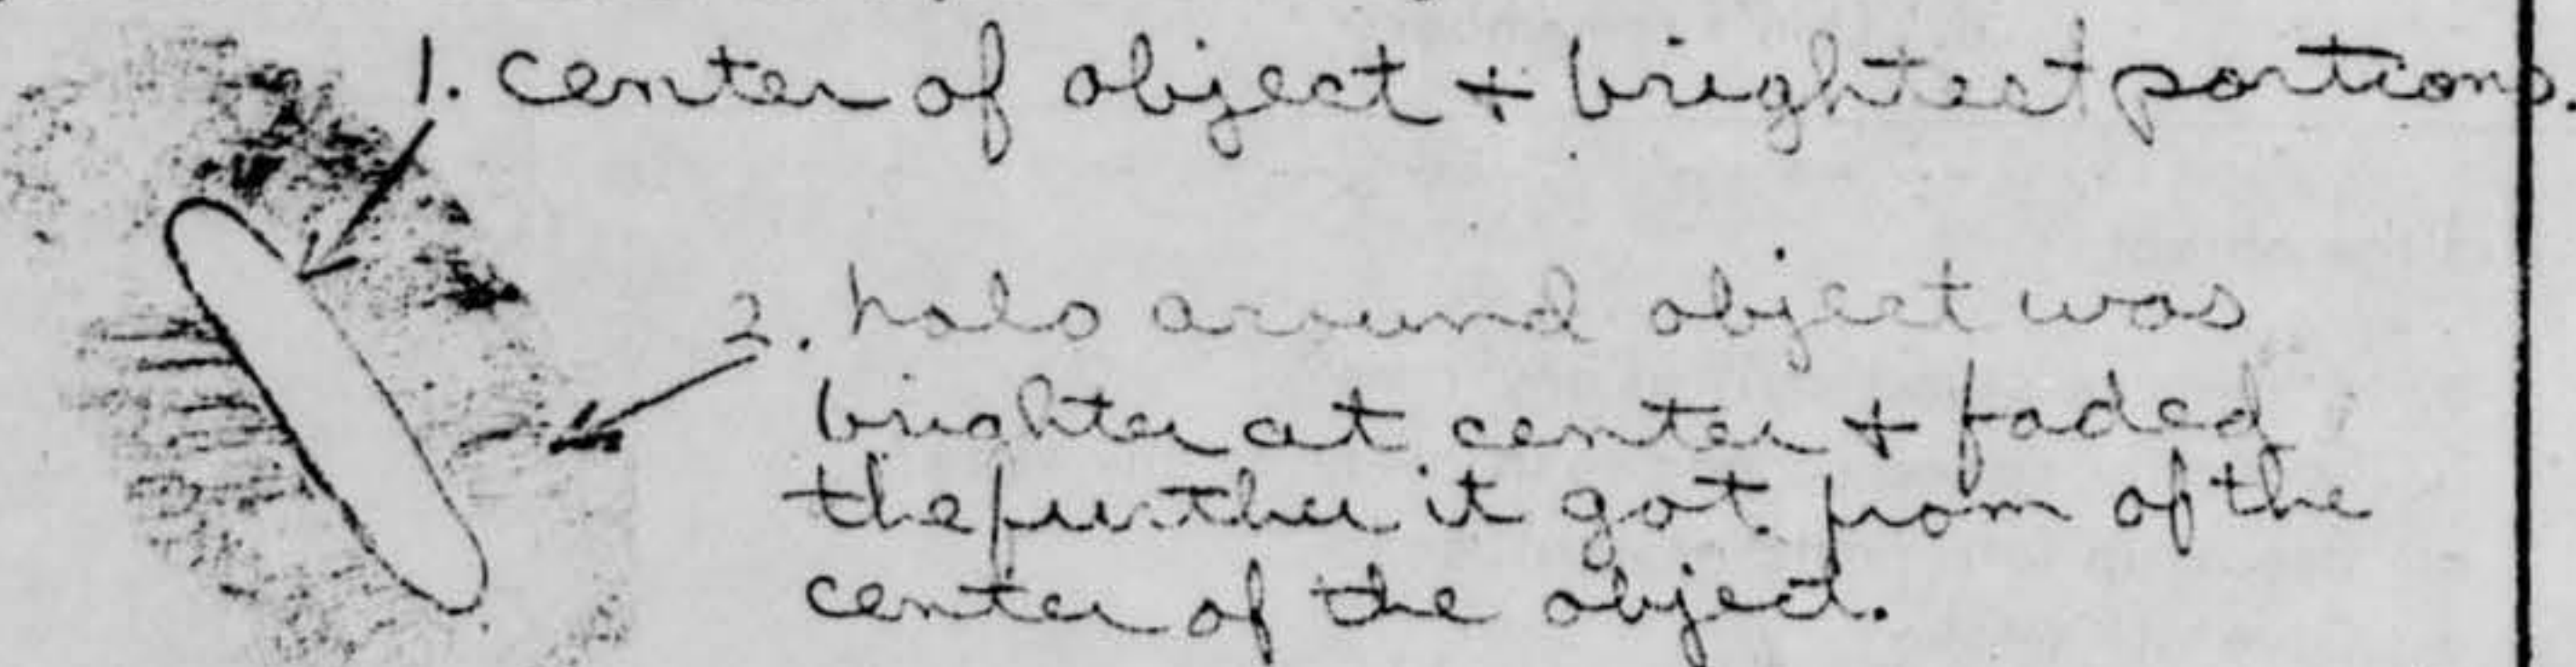 1. center of object + brightest portions.
2. halo around object was
brighter at center + faded
the further it got from of the
center of the object.